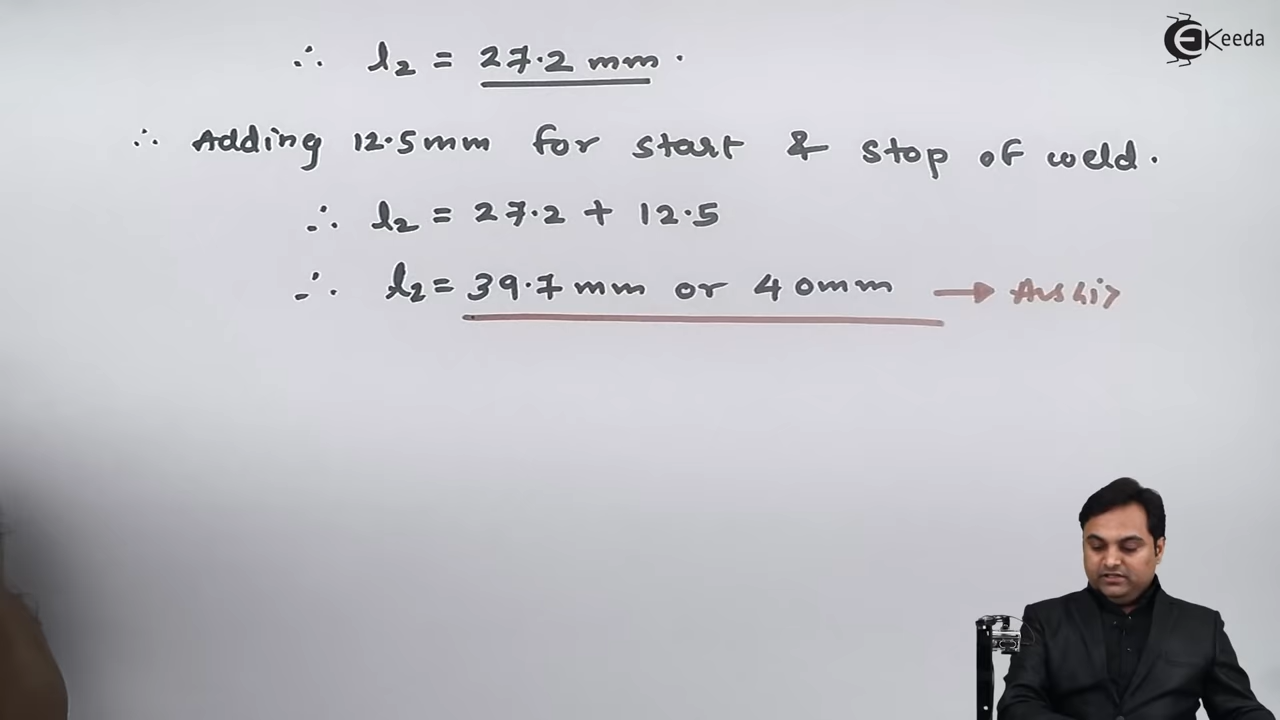 Keeda
∴ l₂ = 27.2 mm.
∴ Adding 12.5mm for start & stop of weld.
∴ l₂ = 27.2 + 12.5
∴ l₂ = 39.7 mm or 40mm →